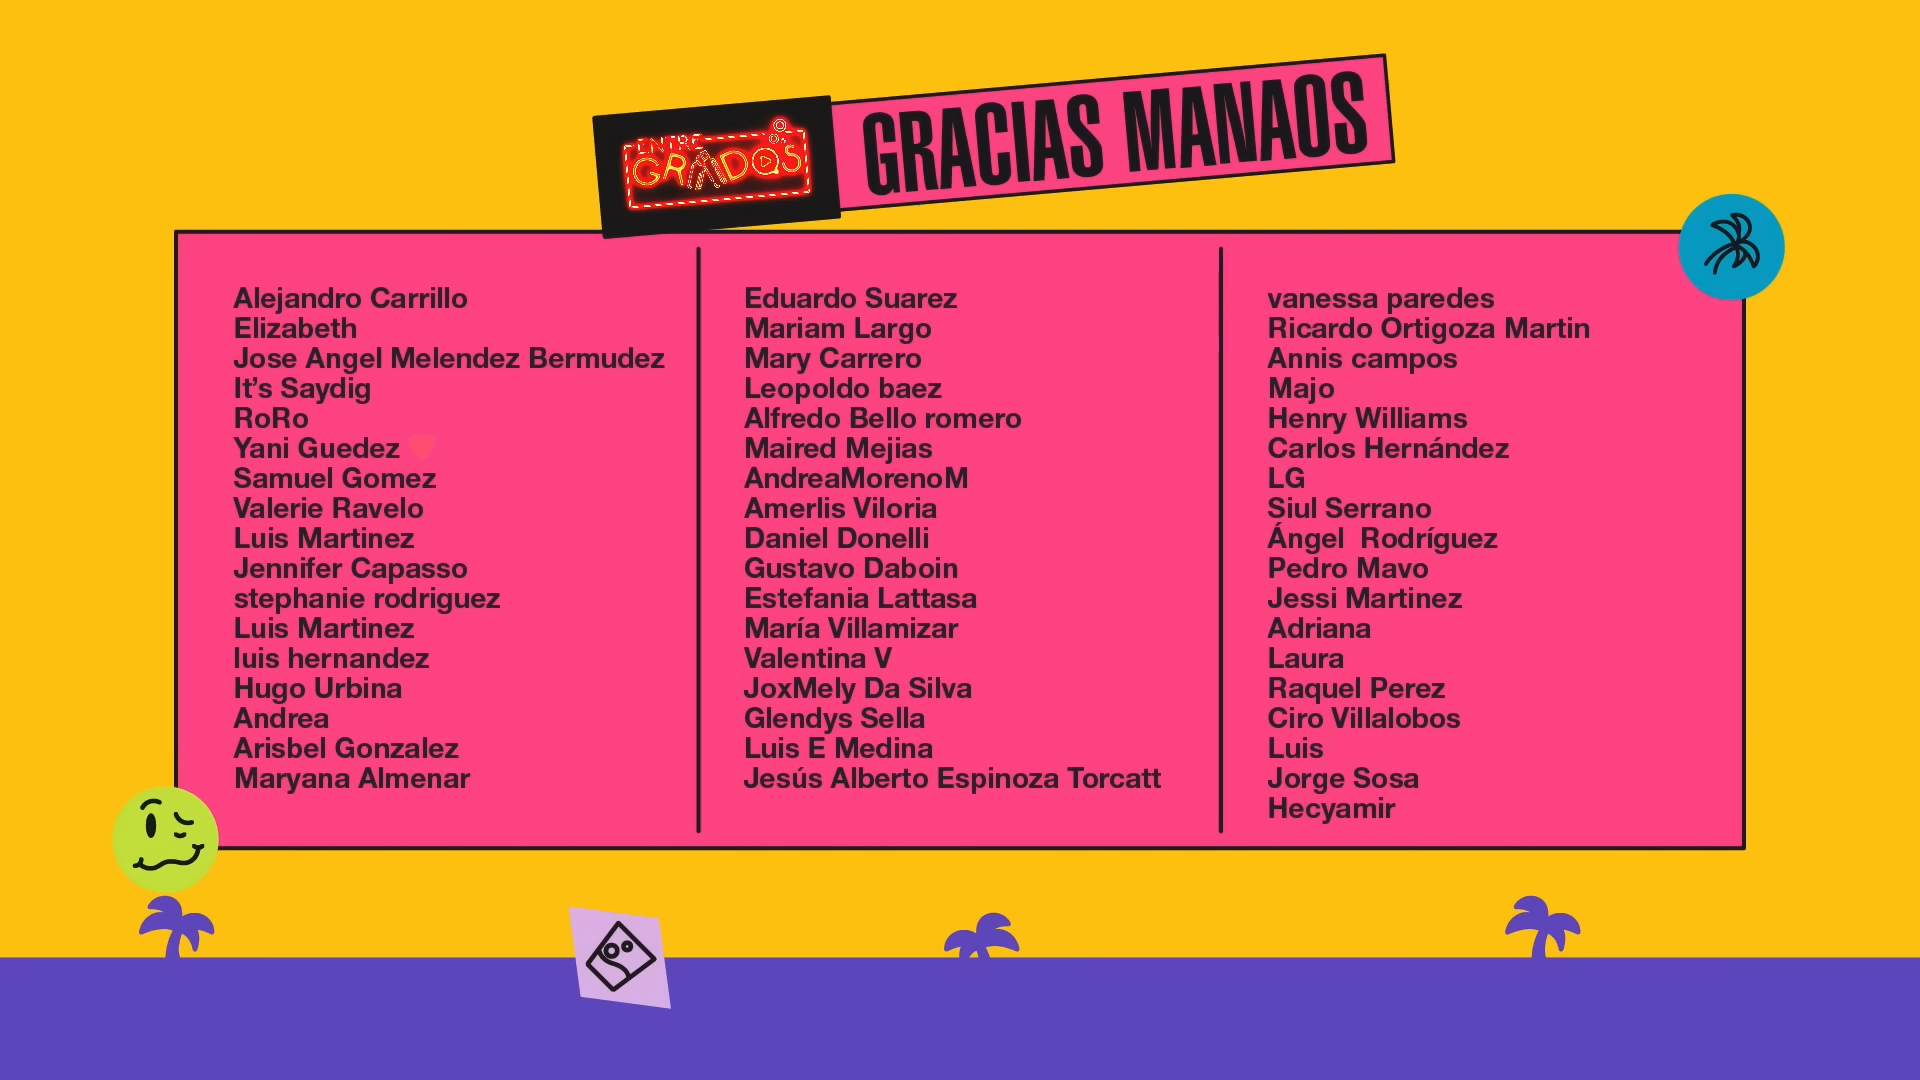 ENTRE
GRADOS
GRACIAS MANAOS
Alejandro Carrillo
Elizabeth
Jose Angel Melendez Bermudez
It's Saydig
RoRo
Yani Guedez
Samuel Gomez
Valerie Ravelo
Luis Martinez
Jennifer Capasso
stephanie rodriguez
Luis Martinez
luis hernandez
Hugo Urbina
Andrea
Arisbel Gonzalez
Maryana Almenar
Eduardo Suarez
Mariam Largo
Mary Carrero
Leopoldo baez
Alfredo Bello romero
Maired Mejias
AndreaMorenoM
Amerlis Viloria
Daniel Donelli
Gustavo Daboin
Estefania Lattasa
María Villamizar
Valentina V
JoxMely Da Silva
Glendys Sella
Luis E Medina
Jesús Alberto Espinoza Torcatt
vanessa paredes
Ricardo Ortigoza Martin
Annis campos
Majo
Henry Williams
Carlos Hernández
LG
Siul Serrano
Ángel  Rodríguez
Pedro Mavo
Jessi Martinez
Adriana
Laura
Raquel Perez
Ciro Villalobos
Luis
Jorge Sosa
Hecyamir